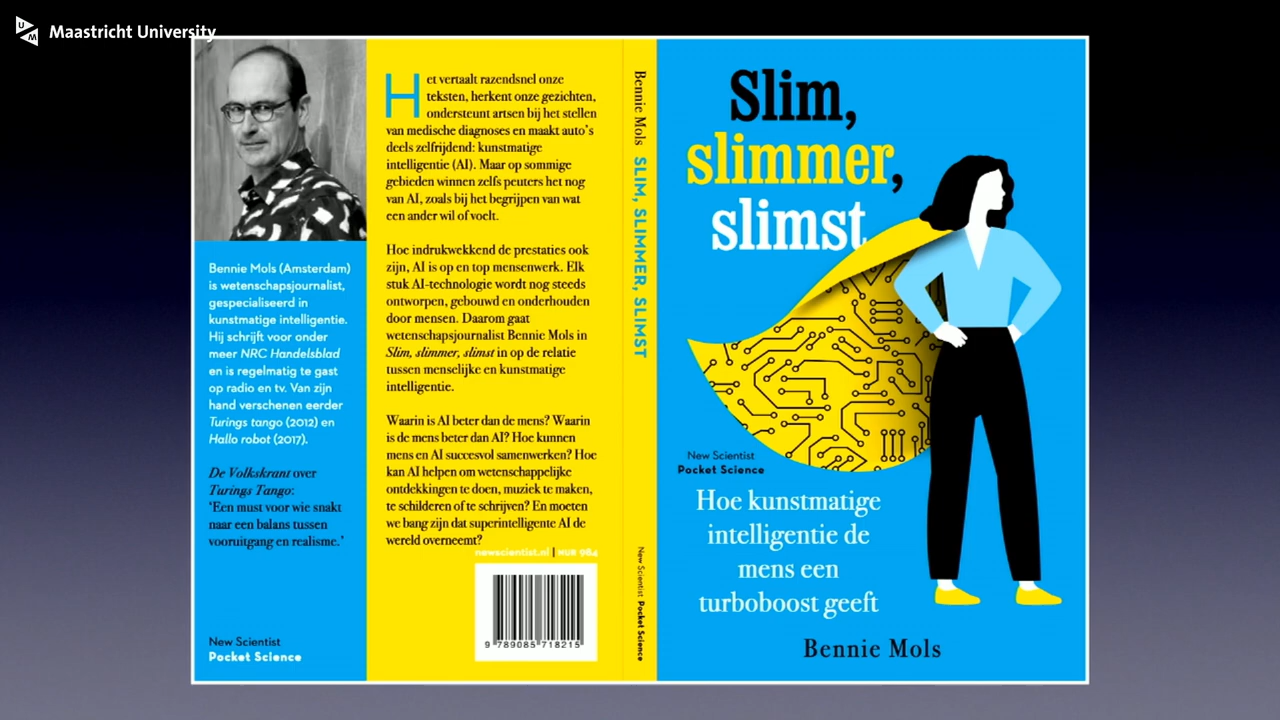 UM
Maastricht University
Bennie Mols (Amsterdam)
is wetenschapsjournalist,
gespecialiseerd in
kunstmatige intelligentie.
Hij schrijft voor onder
meer NRC Handelsblad
en is regelmatig te gast
op radio en tv. Van zijn
hand verschenen eerder
Turings tango (2012) en
Hallo robot (2017).
De Volkskrant over
Turings Tango:
‘Een must voor wie snakt
naar een balans tussen
vooruitgang en realisme.’
New Scientist
Pocket Science
Het vertaalt razendsnel onze
teksten, herkent onze gezichten,
ondersteunt artsen bij het stellen
van medische diagnoses en maakt auto’s
deels zelfrijdend: kunstmatige
intelligentie (AI). Maar op sommige
gebieden winnen zelfs peuters het nog
van AI, zoals bij het begrijpen van wat
een ander wil of voelt.
Hoe indrukwekkend de prestaties ook
zijn, AI is op en top mensenwerk. Elk
stuk AI-technologie wordt nog steeds
ontworpen, gebouwd en onderhouden
door mensen. Daarom gaat
wetenschapsjournalist Bennie Mols in
Slim, slimmer, slimst in op de relatie
tussen menselijke en kunstmatige
intelligentie.
Waarin is AI beter dan de mens? Waarin
is de mens beter dan AI? Hoe kunnen
mens en AI succesvol samenwerken? Hoe
kan AI helpen om wetenschappelijke
ontdekkingen te doen, muziek te maken,
te schilderen of te schrijven? En moeten
we bang zijn dat superintelligente AI de
wereld overneemt?
newscientist.nl | NUR 984
9 789085 718215
Bennie Mols SLIM, SLIMMER, SLIMST
New Scientist Pocket Science
Slim,
slimmer,
slimst
New Scientist
Pocket Science
Hoe kunstmatige
intelligentie de
mens een
turboboost geeft
Bennie Mols